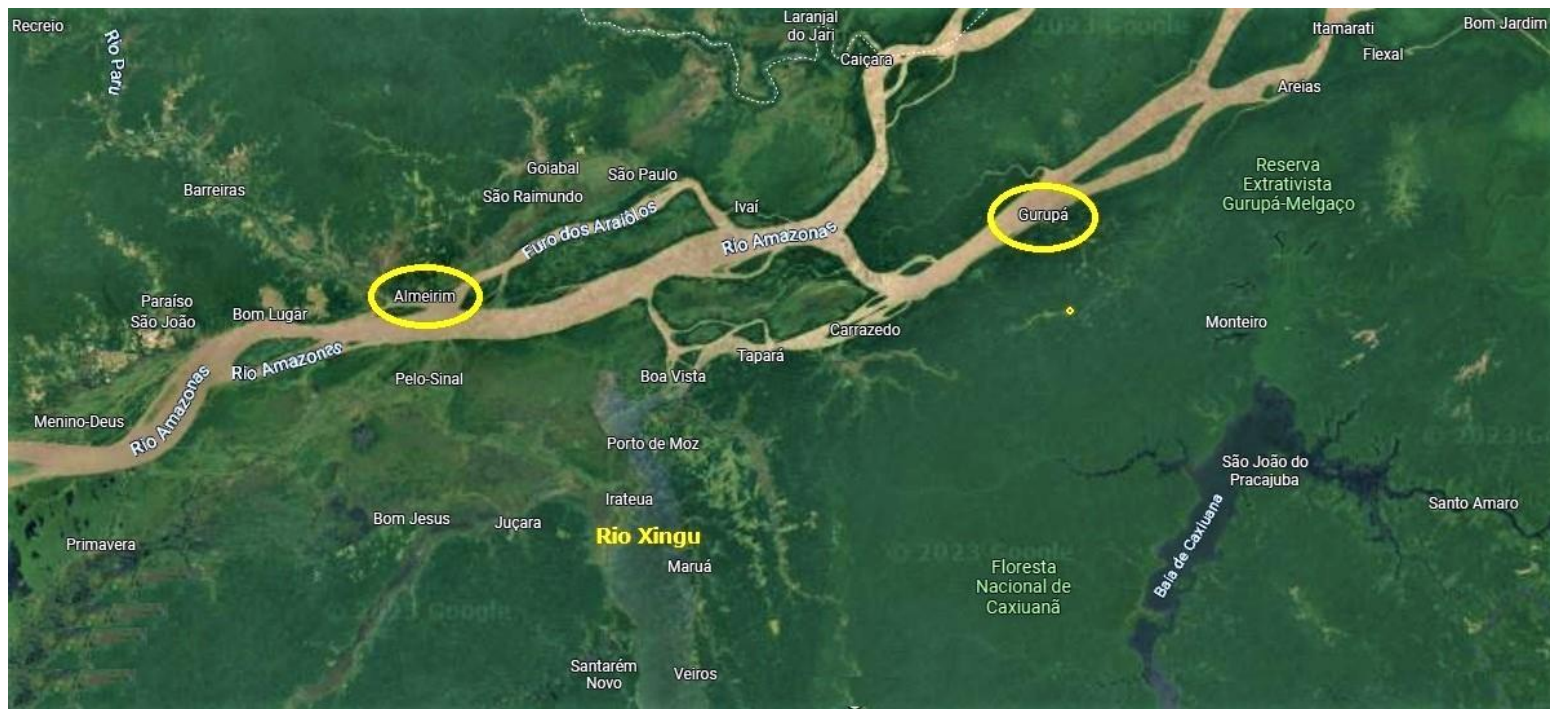 Recreio
Rio Paru
Laranjal
do Jari
Caiçara
Itamarati
Bom Jardim
Flexal
Areias
Goiabal
São Paulo
Barreiras
São Raimundo
Reserva
Extrativista
Gurupá-Melgaço
Ivaí
Gurupá
Furo dos Araiólos
Rio Amazonas
Almeirim
Paraíso
São João
Bom Lugar
Monteiro
Carrazedo
Rio Amazonas
Tapará
Pelo-Sinal
Boa Vista
Menino-Deus
Rio Amazonas
Porto de Moz
São João do
Pracajuba
Irateua
Santo Amaro
Bom Jesus
Juçara
Rio Xingu
Primavera
Baía de Caxiuana
Maruá
Floresta
Nacional de
Caxiuanã
Santarém
Novo
Veiros
©2023 Google